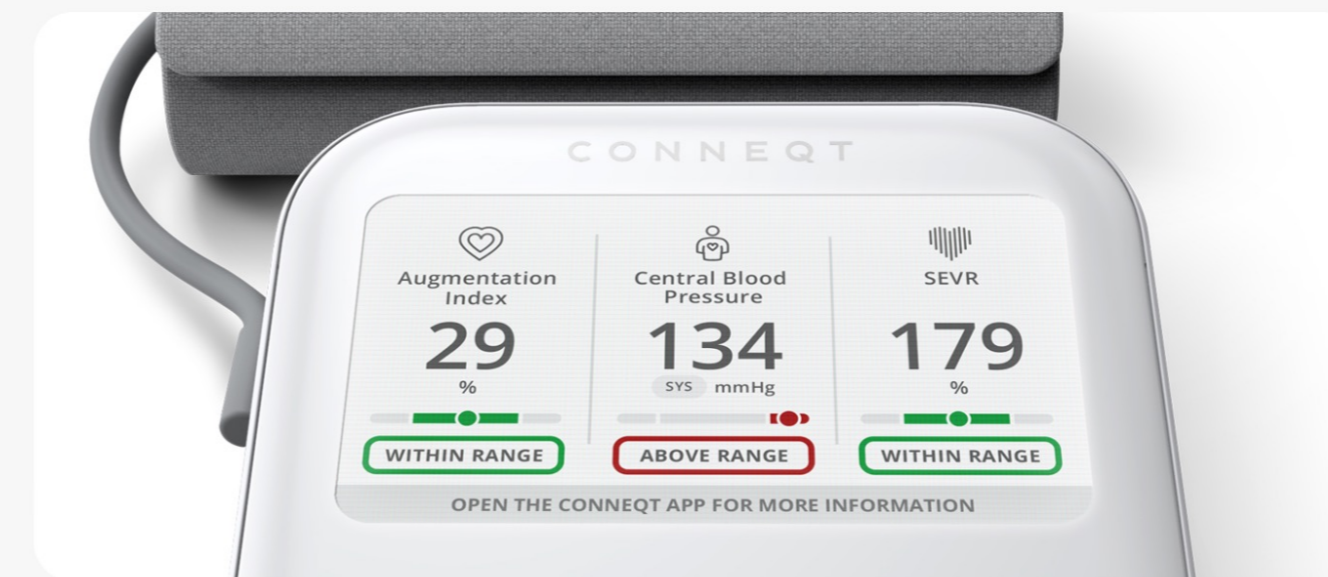 CONNEQT
Augmentation
Index
29
%
WITHIN RANGE
Central Blood
Pressure
134
SYS mmHg
ABOVE RANGE
SEVR
179
%
WITHIN RANGE
OPEN THE CONNEQT APP FOR MORE INFORMATION